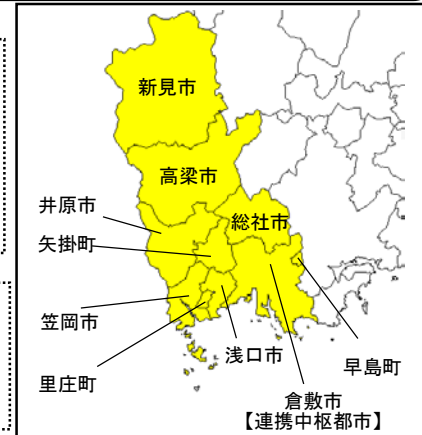 新見市
高梁市
井原市
総社市
矢掛町
笠岡市
浅口市
早島町
里庄町
倉敷市
【連携中枢都市】